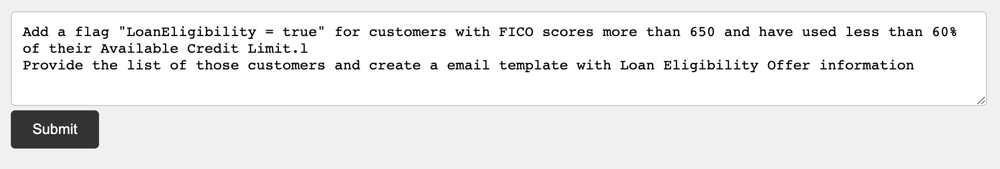 Add a flag "LoanEligibility = true" for customers with FICO scores more than 650 and have used less than 60%
of their Available Credit Limit.l
Provide the list of those customers and create a email template with Loan Eligibility Offer information
Submit